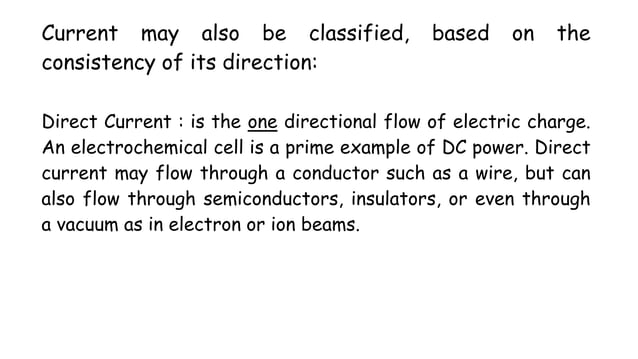 Current may also be classified, based on the
consistency of its direction:
Direct Current : is the one directional flow of electric charge.
An electrochemical cell is a prime example of DC power. Direct
current may flow through a conductor such as a wire, but can
also flow through semiconductors, insulators, or even through
a vacuum as in electron or ion beams.